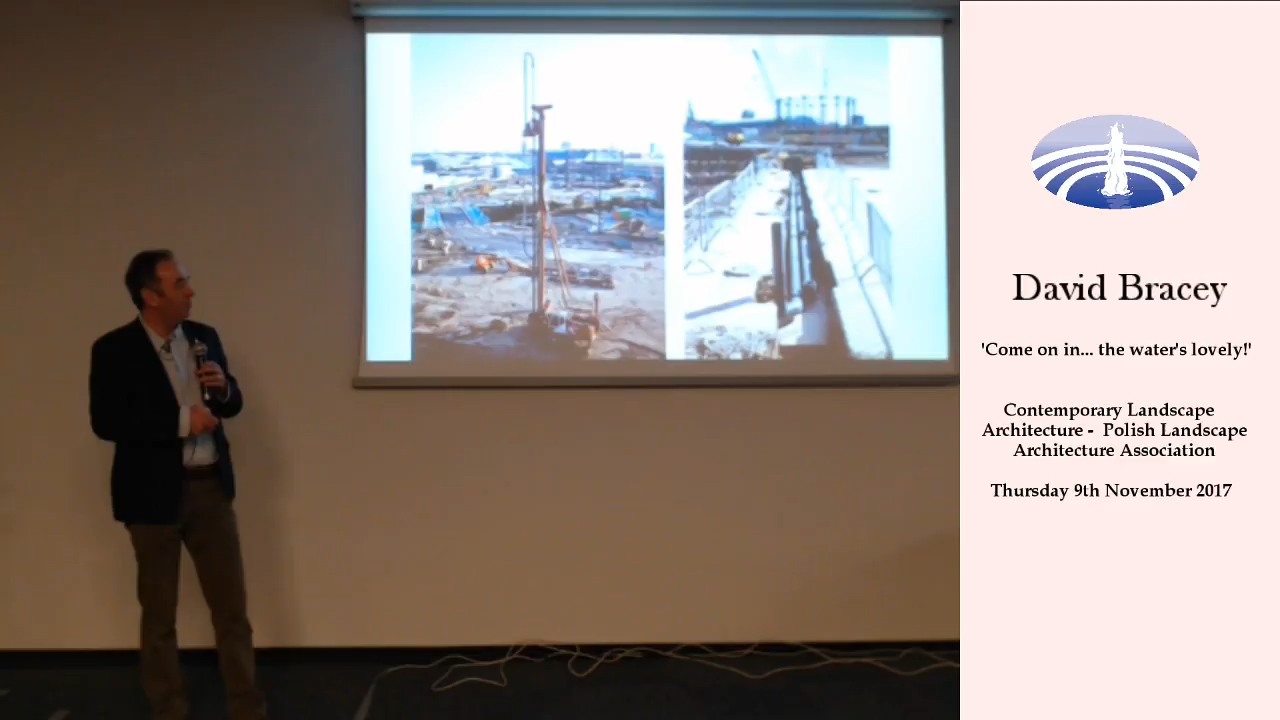 David Bracey
'Come on in... the water's lovely!'
Contemporary Landscape
Architecture - Polish Landscape
Architecture Association
Thursday 9th November 2017